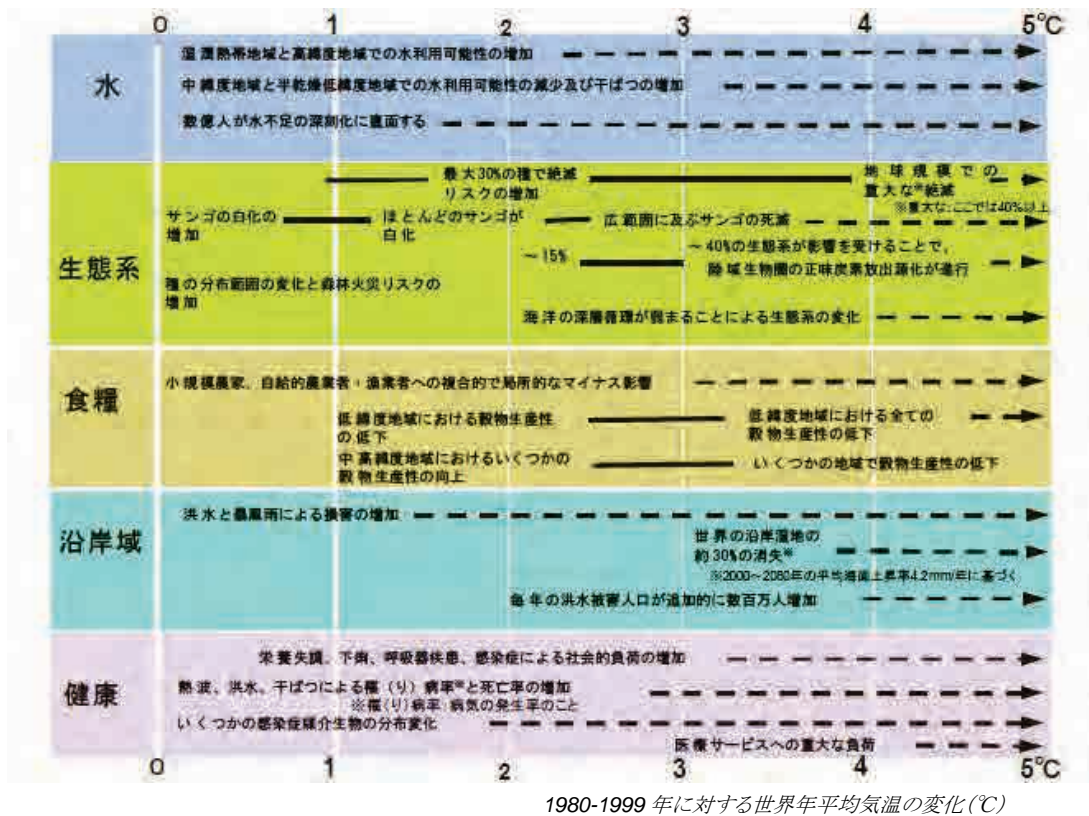 0 1 2 3 4 5℃
水
湿潤熱帯地域と高緯度地域での水利用可能性の増加
中緯度地域と半乾燥低緯度地域での水利用可能性の減少及び干ばつの増加
数億人が水不足の深刻化に直面する
生態系
最大30%の種で絶滅
リスクの増加
地球規模での
重大な※絶滅
※重大な:ここでは40%以上
サンゴの白化の
増加
ほとんどのサンゴが
白化
広範囲に及ぶサンゴの死滅
～15%
～40%の生態系が影響を受けることで、
陸域生物圏の正味炭素放出源化が進行
種の分布範囲の変化と森林火災リスクの
増加
海洋の深層循環が弱まることによる生態系の変化
食糧
小規模農家、自給的農業者・漁業者への複合的で局所的なマイナス影響
低緯度地域における穀物生産性
の低下
低緯度地域における全ての
穀物生産性の低下
中高緯度地域におけるいくつかの
穀物生産性の向上
いくつかの地域で穀物生産性の低下
沿岸域
洪水と暴風雨による損害の増加
世界の沿岸湿地の
約30%の消失※
※2000～2080年の平均海面上昇率4.2mm/年に基づく
毎年の洪水被害人口が追加的に数百万人増加
健康
栄養失調、下痢、呼吸器疾患、感染症による社会的負荷の増加
熱波、洪水、干ばつによる罹(り)病率※と死亡率の増加
※罹(り)病率:病気の発生率のこと
いくつかの感染症媒介生物の分布変化
医療サービスへの重大な負荷
0 1 2 3 4 5℃
1980-1999 年に対する世界年平均気温の変化(℃)